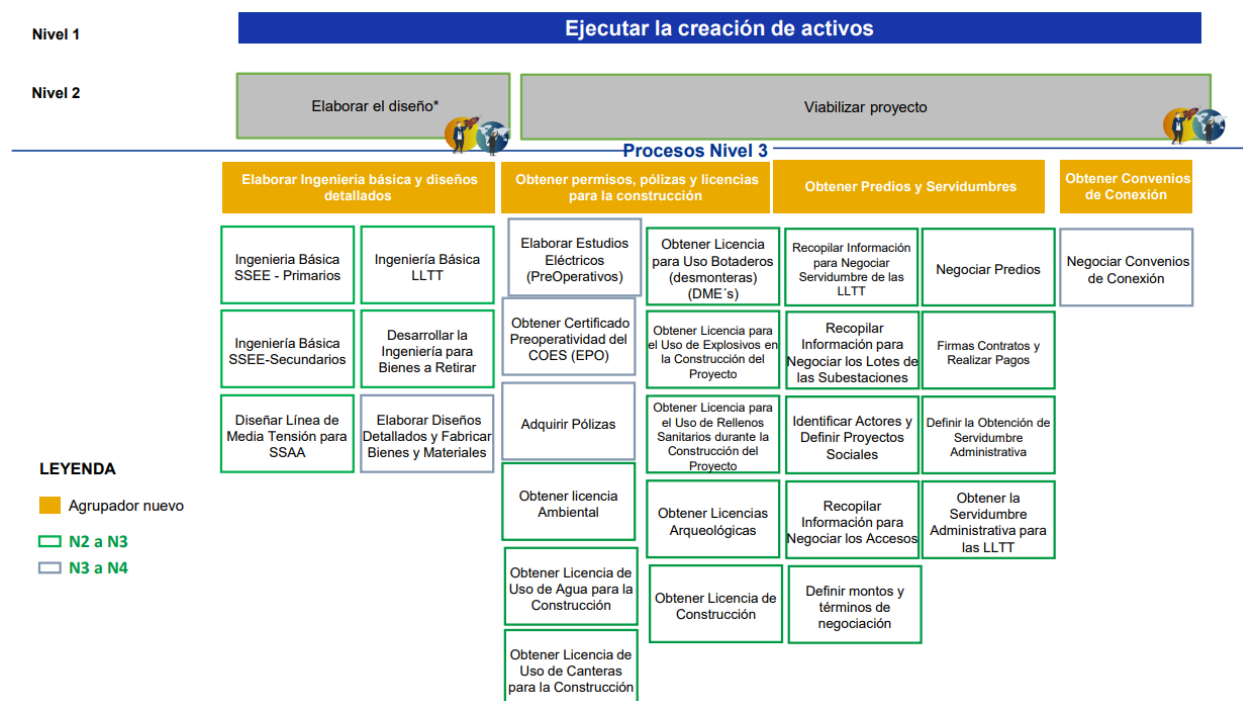 Nivel 1
Ejecutar la creación de activos
Nivel 2
Elaborar el diseño*
Viabilizar proyecto
Procesos Nivel 3
Elaborar Ingeniería básica y diseños
detallados
Obtener permisos, pólizas y licencias
para la construcción
Obtener Predios y Servidumbres
Obtener Convenios
de Conexión
Ingenieria Básica
SSEE - Primarios
Ingeniería Básica
LLTT
Ingeniería Básica
SSEE-Secundarios
Desarrollar la
Ingeniería para
Bienes a Retirar
Diseñar Línea de
Media Tensión para
SSAA
Elaborar Diseños
Detallados y Fabricar
Bienes y Materiales
Elaborar Estudios
Eléctricos
(PreOperativos)
Obtener Certificado
Preoperatividad del
COES (EPO)
Adquirir Pólizas
Obtener licencia
Ambiental
Obtener Licencia de
Uso de Agua para la
Construcción
Obtener Licencia de
Uso de Canteras
para la Construcción
Obtener Licencia
para Uso Botaderos
(desmonteras)
(DME´s)
Obtener Licencia para
el Uso de Explosivos en
la Construcción del
Proyecto
Obtener Licencia para
el Uso de Rellenos
Sanitarios durante la
Construcción del
Proyecto
Obtener Licencias
Arqueológicas
Obtener Licencia de
Construcción
Recopilar Información
para Negociar
Servidumbre de las
LLTT
Recopilar
Información para
Negociar los Lotes de
las Subestaciones
Identificar Actores y
Definir Proyectos
Sociales
Recopilar
Información para
Negociar los Accesos
Definir montos y
términos de
negociación
Negociar Predios
Firmas Contratos y
Realizar Pagos
Definir la Obtención de
Servidumbre
Administrativa
Obtener la
Servidumbre
Administrativa para
las LLTT
Negociar Convenios
de Conexión
LEYENDA
Agrupador nuevo
N2 a N3
N3 a N4